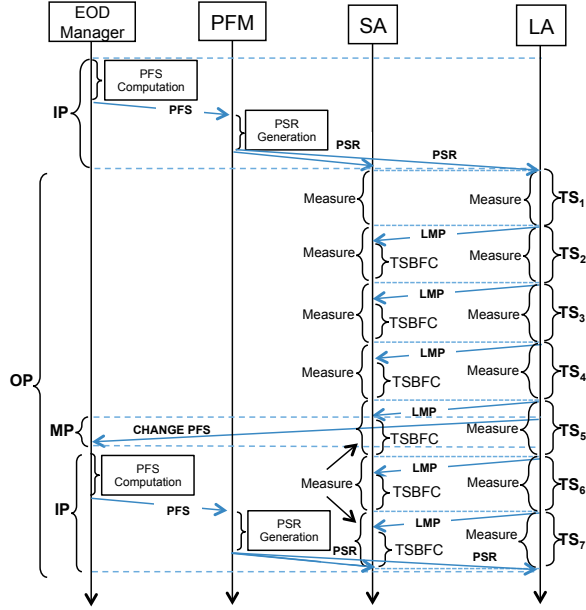 EOD
Manager
PFM
SA
LA
PFS
Computation
IP
PFS
PSR
Generation
PSR
PSR
Measure
Measure
TS1
LMP
Measure
TSBFC
Measure
TS2
LMP
Measure
TSBFC
Measure
TS3
LMP
Measure
TSBFC
Measure
TS4
OP
LMP
MP
CHANGE PFS
TSBFC
Measure
TS5
PFS
Computation
LMP
Measure
TSBFC
Measure
TS6
IP
PFS
PSR
Generation
LMP
Measure
TS7
PSR
TSBFC
PSR